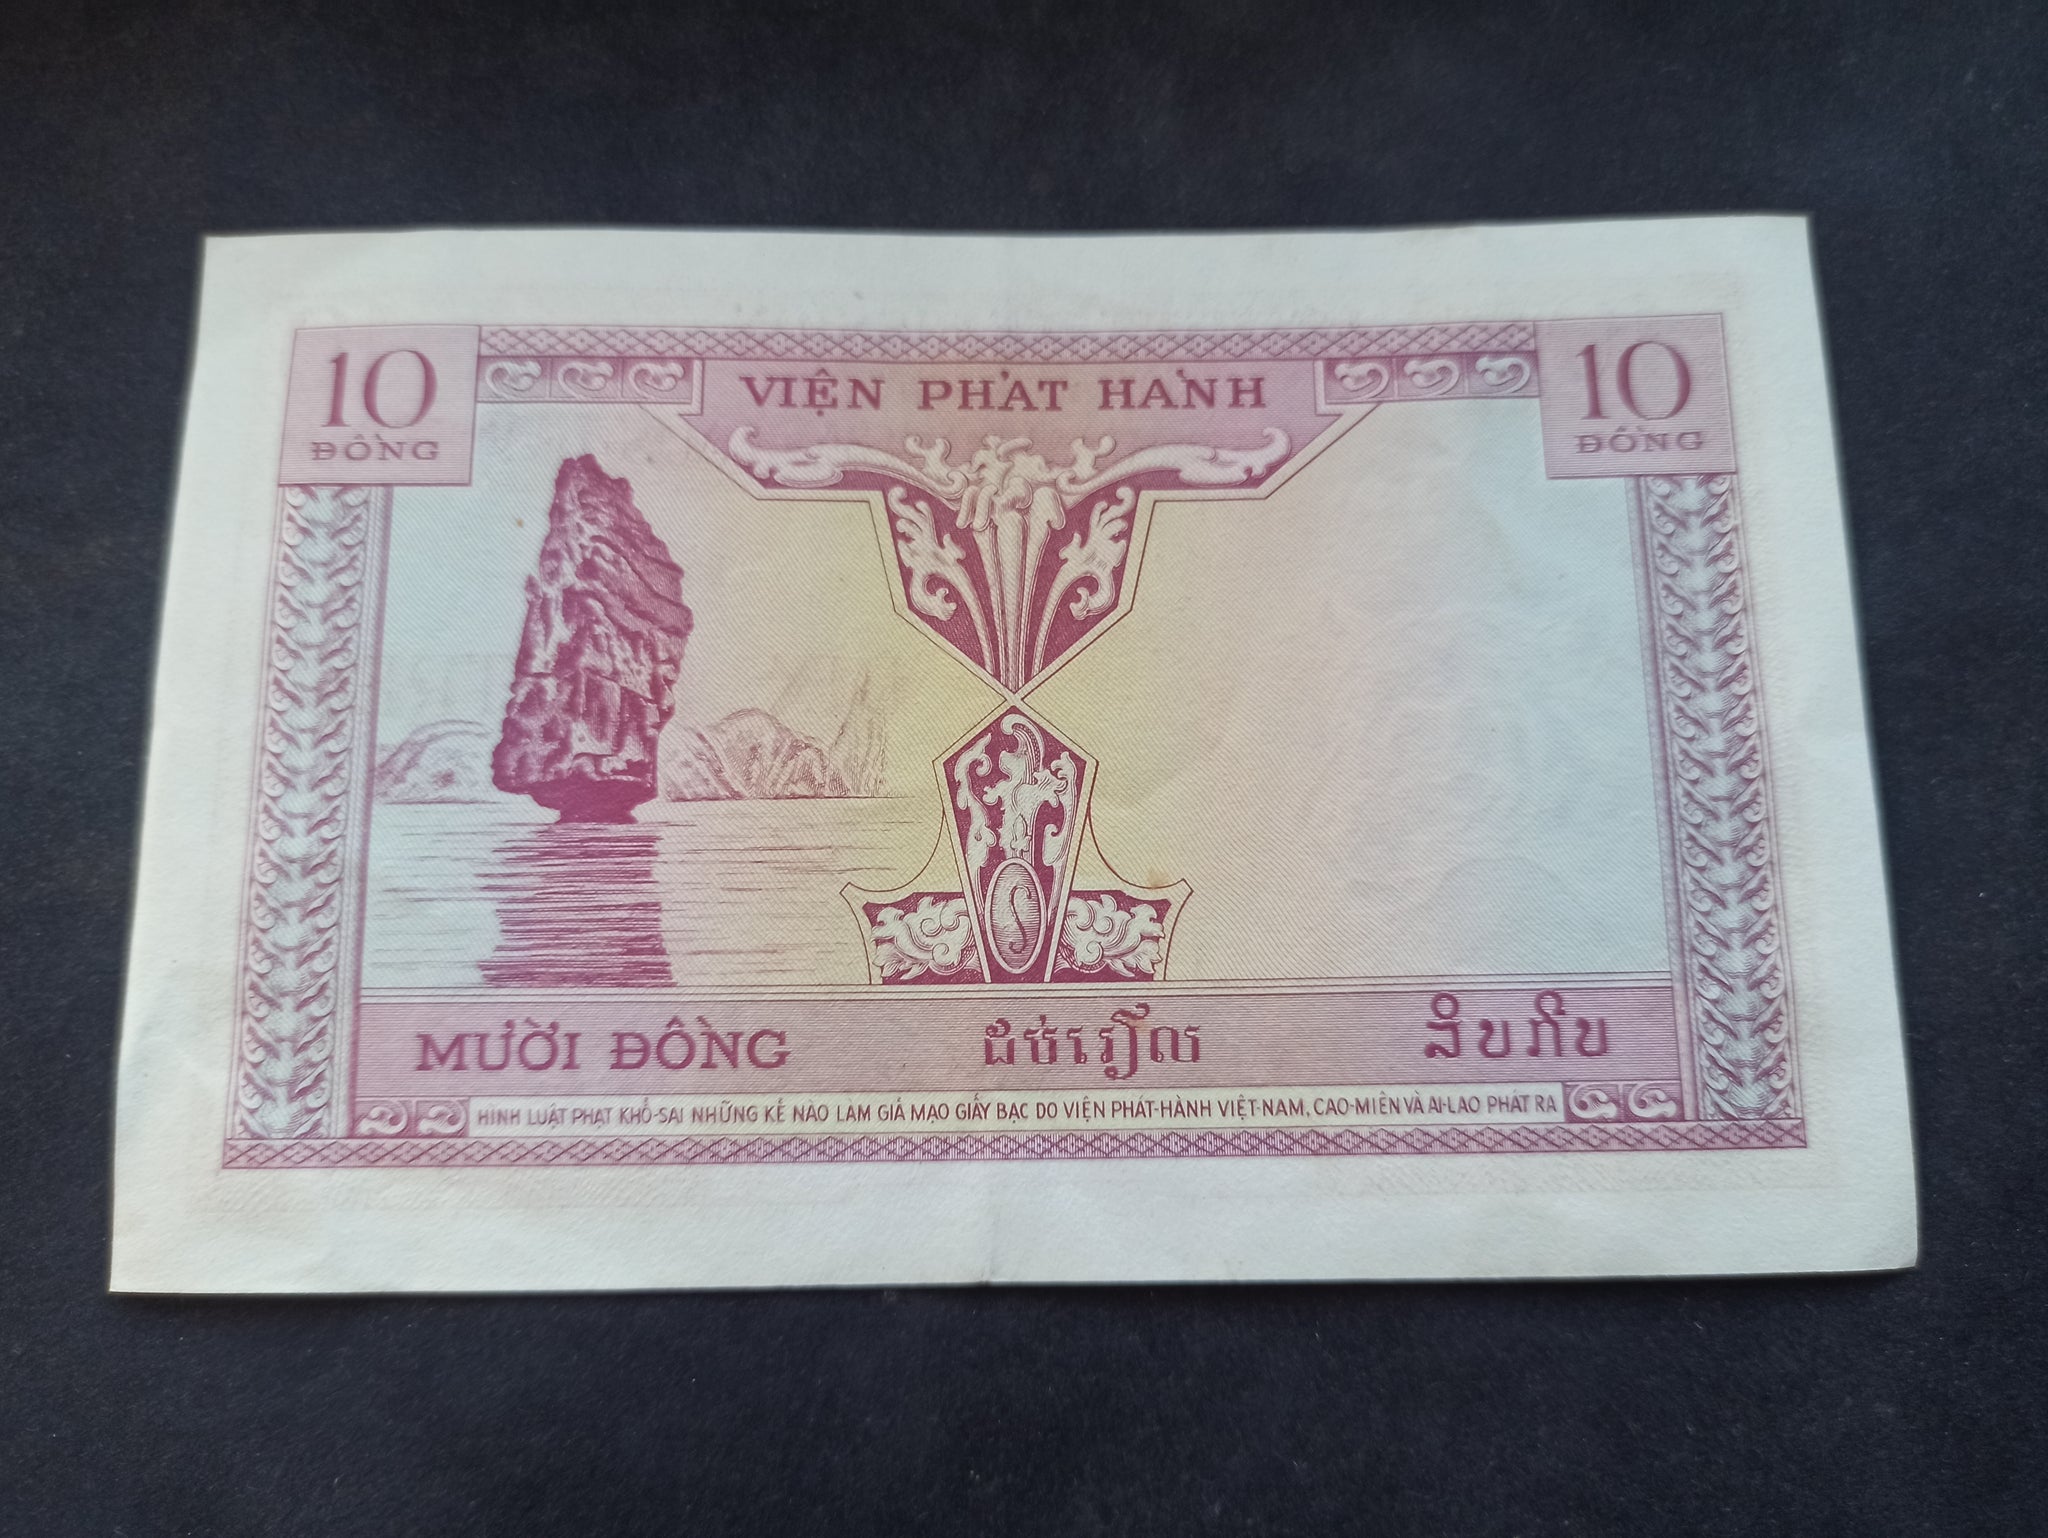 10
ĐỒNG
VIỆN PHÁT HÀNH
10
ĐỒNG
S
MƯỜI ĐỒNG
ដប់រៀល
ສິບກີບ
HÌNH LUẬT PHẠT KHỔ-SAI NHỮNG KẺ NÀO LÀM GIẢ MẠO GIẤY BẠC DO VIỆN PHÁT-HÀNH VIỆT-NAM, CAO-MIÊN VÀ AI-LAO PHÁT RA